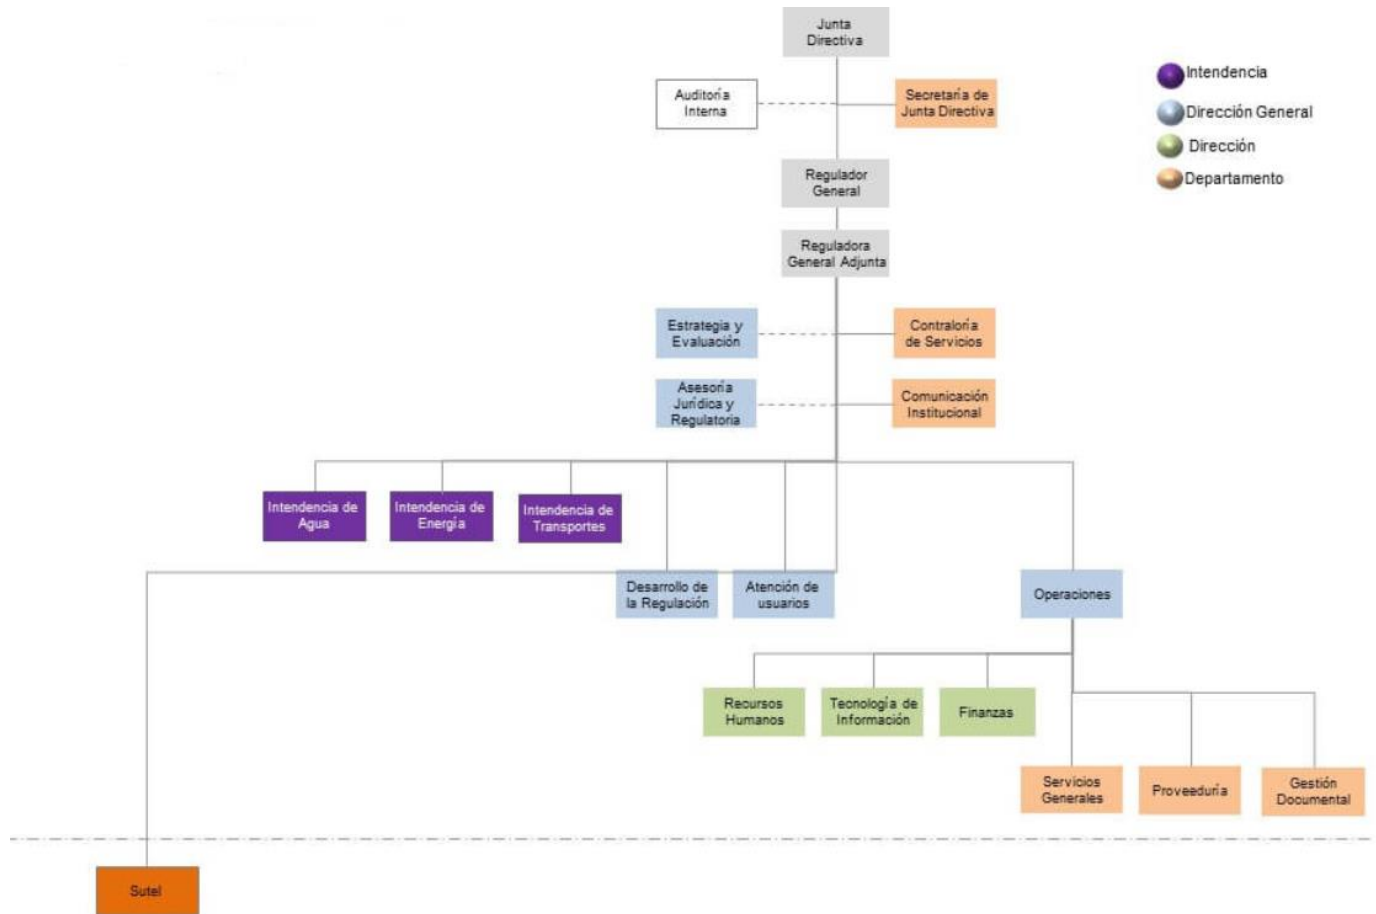 Junta
Directiva
Auditoría
Interna
Secretaría de
Junta Directiva
Intendencia
Dirección General
Dirección
Departamento
Regulador
General
Reguladora
General Adjunta
Estrategia y
Evaluación
Contraloría
de Servicios
Asesoría
Jurídica y
Regulatoria
Comunicación
Institucional
Intendencia de
Agua
Intendencia de
Energía
Intendencia de
Transportes
Desarrollo de
la Regulación
Atención de
usuarios
Operaciones
Recursos
Humanos
Tecnología de
Información
Finanzas
Servicios
Generales
Proveeduría
Gestión
Documental
Sutel